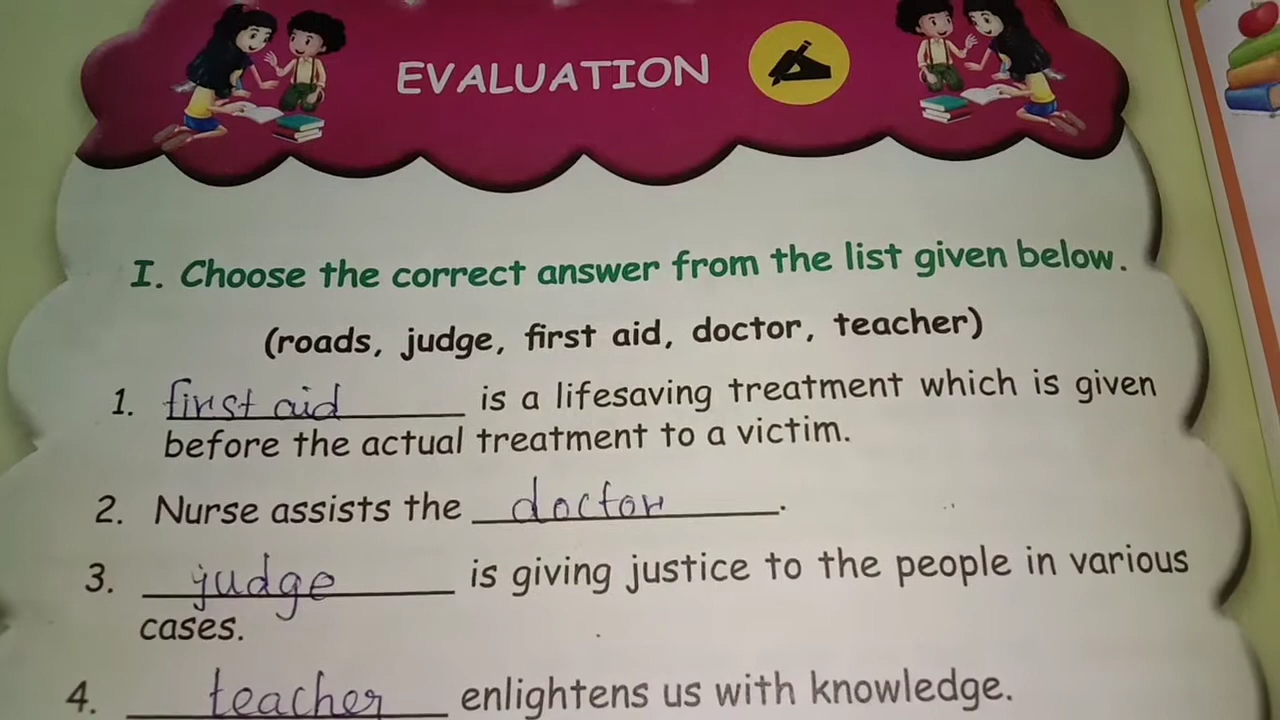 EVALUATION
I. Choose the correct answer from the list given below.
(roads, judge, first aid, doctor, teacher)
1. first aid is a lifesaving treatment which is given
before the actual treatment to a victim.
2. Nurse assists the doctor.
3. judge is giving justice to the people in various
cases.
4. teacher enlightens us with knowledge.